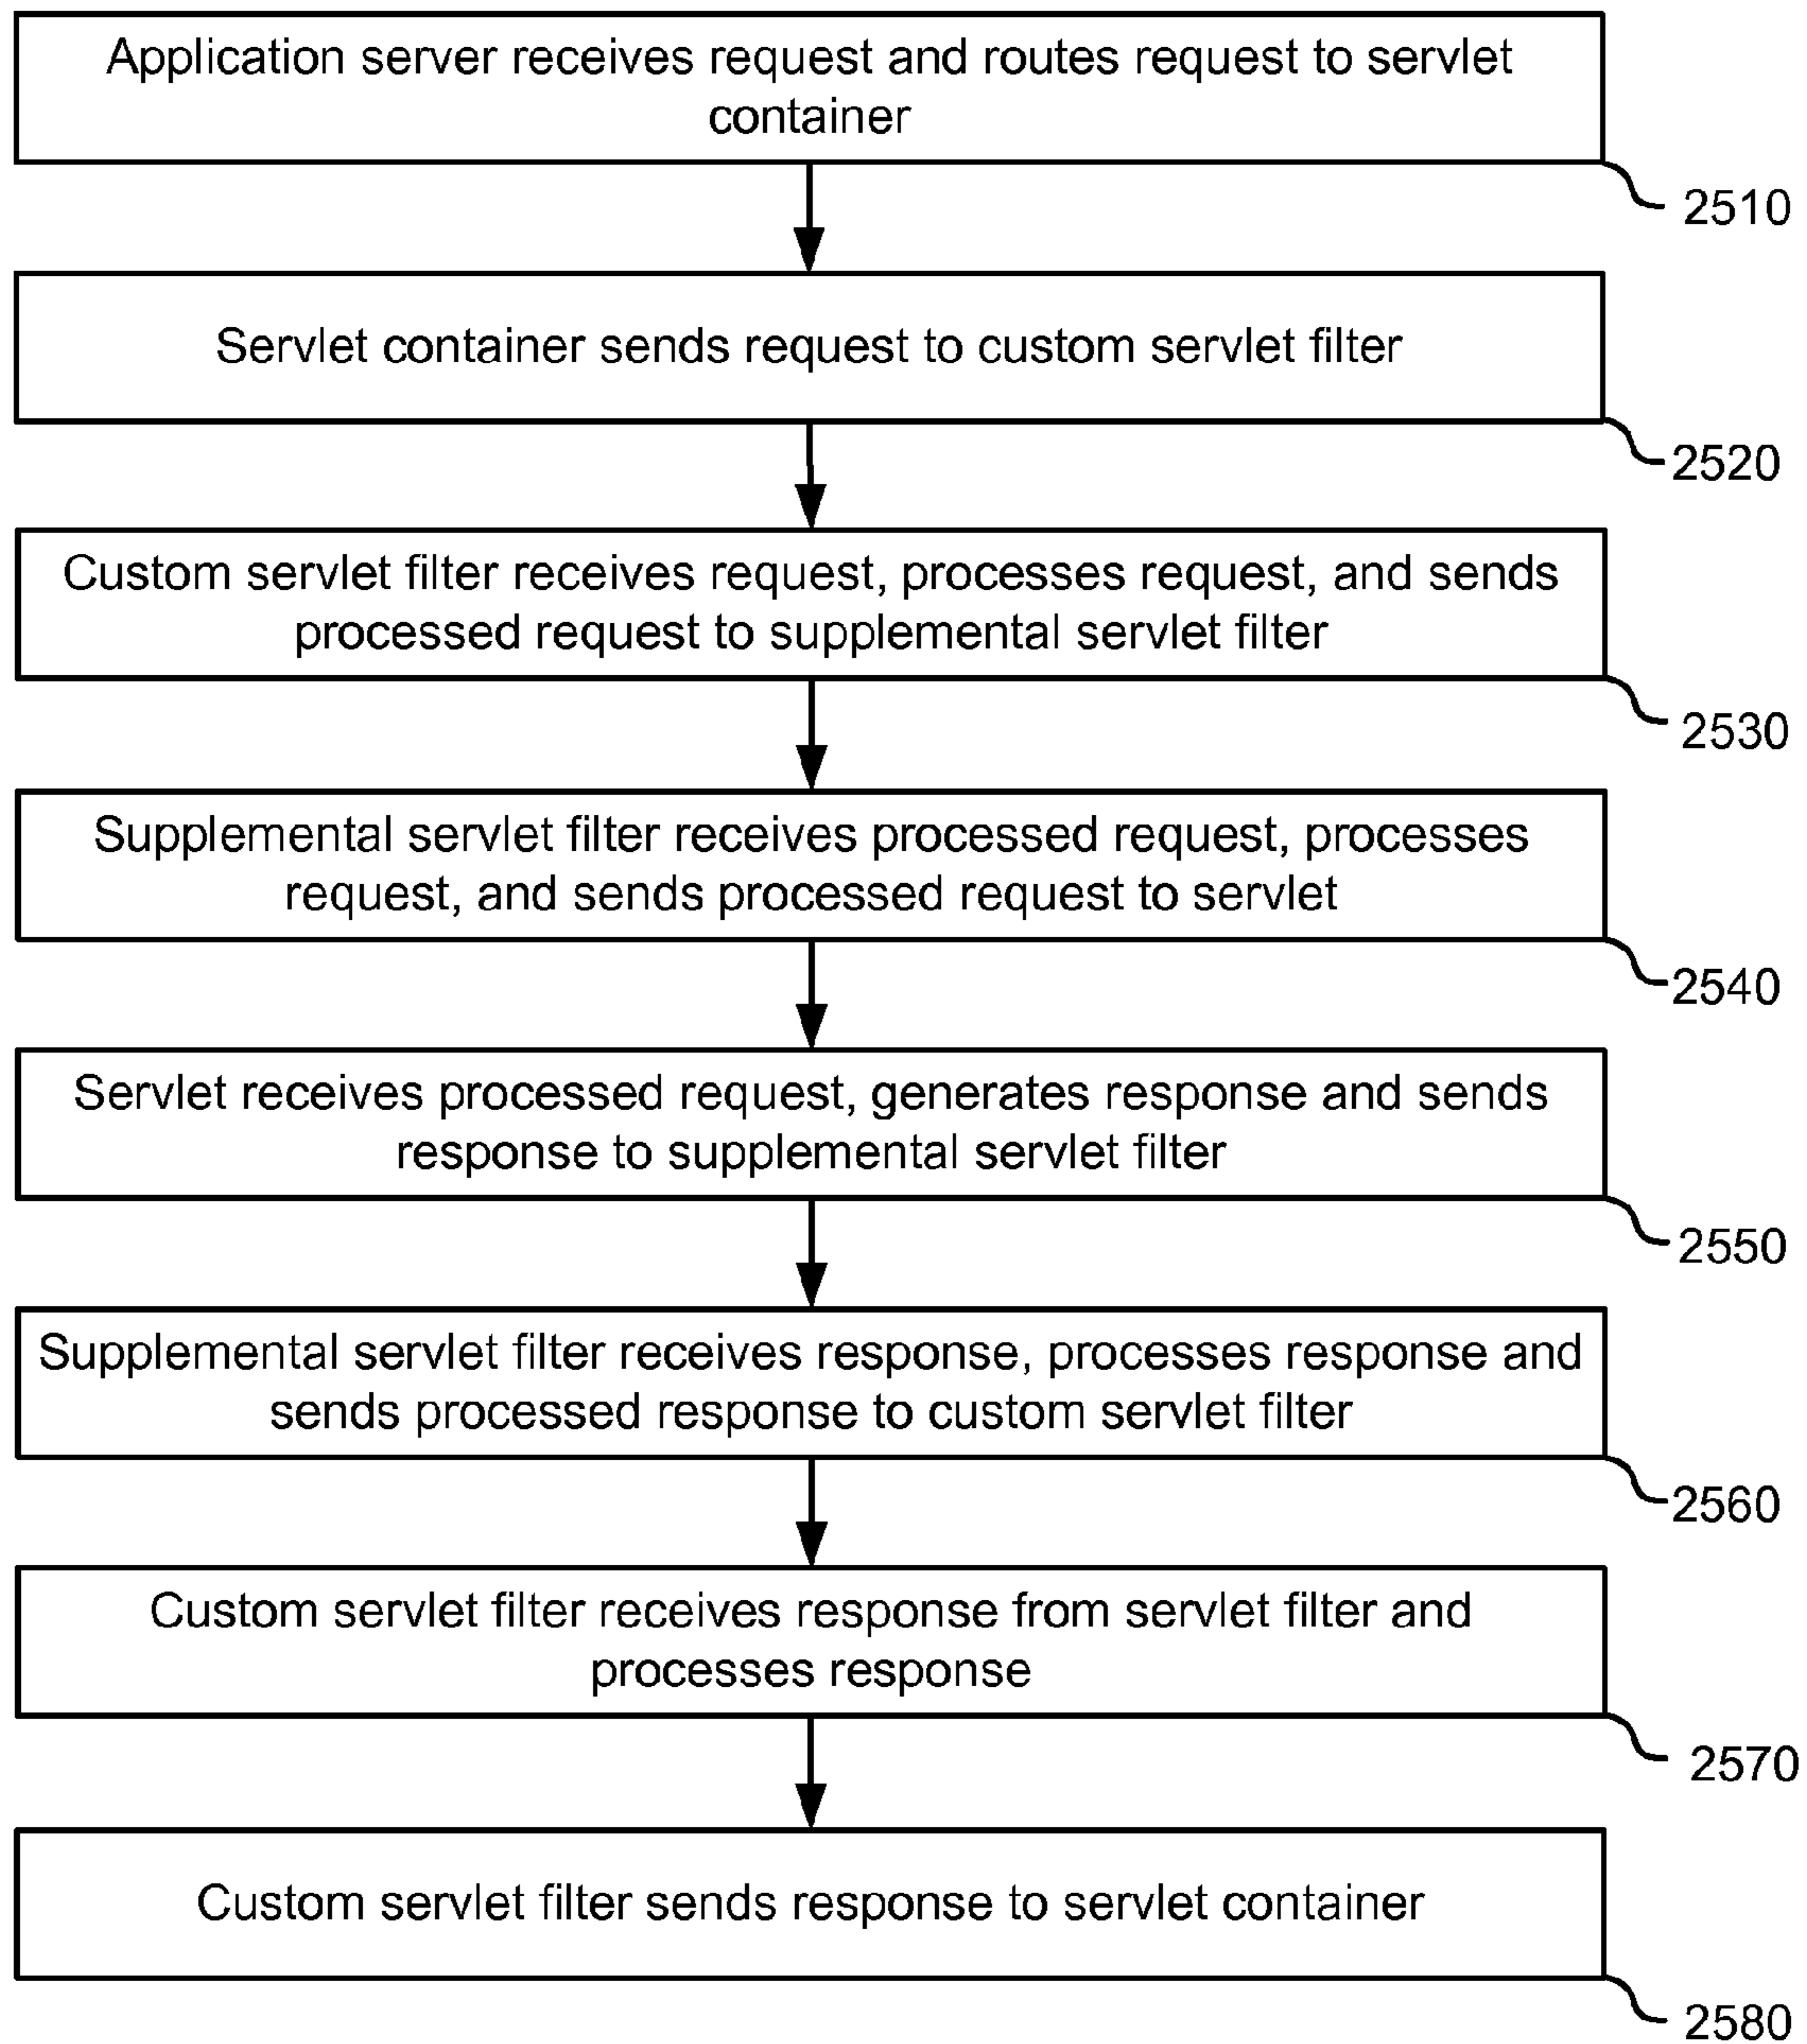 Application server receives request and routes request to servlet
container
2510
Servlet container sends request to custom servlet filter
2520
Custom servlet filter receives request, processes request, and sends
processed request to supplemental servlet filter
2530
Supplemental servlet filter receives processed request, processes
request, and sends processed request to servlet
2540
Servlet receives processed request, generates response and sends
response to supplemental servlet filter
2550
Supplemental servlet filter receives response, processes response and
sends processed response to custom servlet filter
2560
Custom servlet filter receives response from servlet filter and
processes response
2570
Custom servlet filter sends response to servlet container
2580